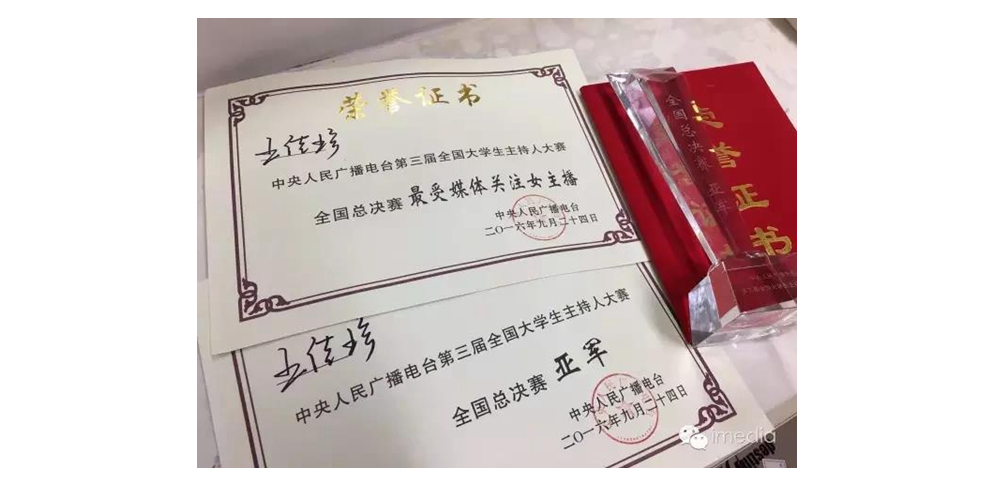 荣誉证书
王佳珍
中央人民广播电台第三届全国大学生主持人大赛
全国总决赛 最受媒体关注女主播
中央人民广播电台
二〇一六年九月二十四日
王佳珍
中央人民广播电台第三届全国大学生主持人大赛
全国总决赛 亚军
中央人民广播电台
二〇一六年九月二十四日
全国总决赛 亚军
誉
证
书
imedia